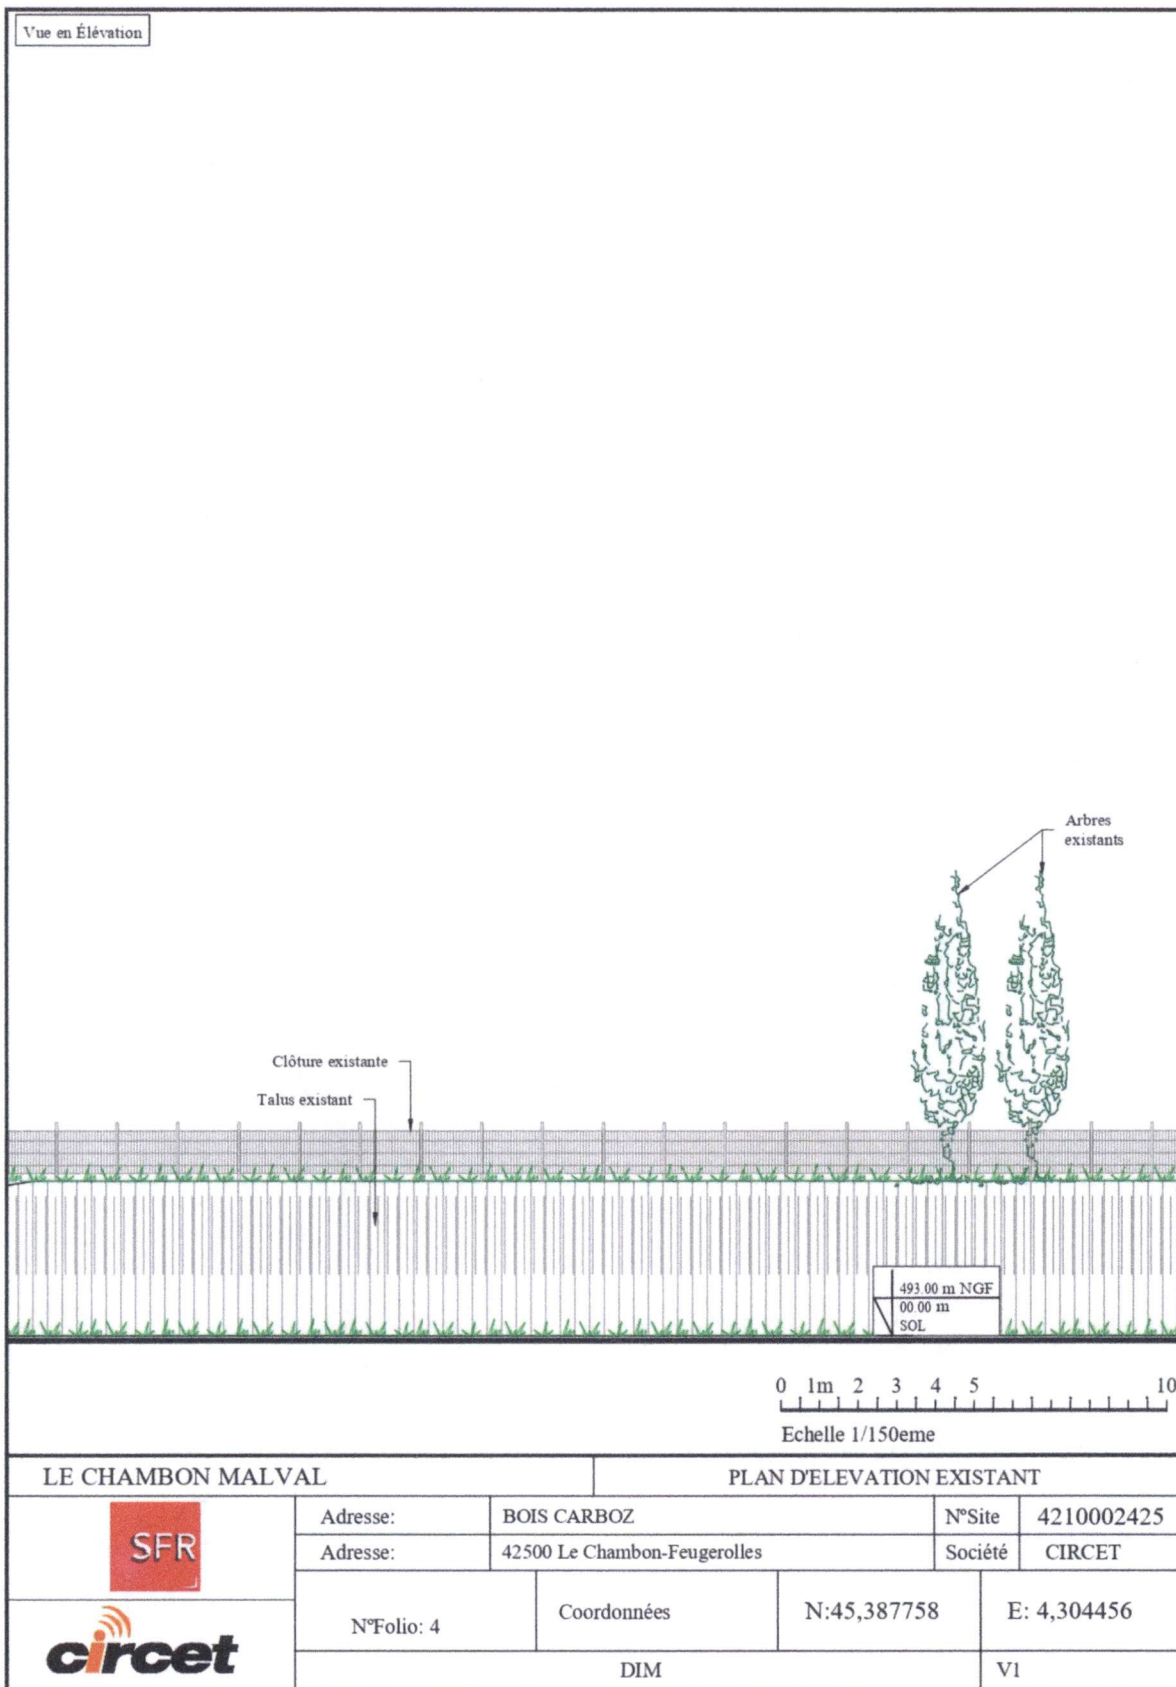 Vue en Élévation
Arbres
existants
Clôture existante
Talus existant
493.00 m NGF
00.00 m
SOL
0 1m 2 3 4 5 10
Echelle 1/150eme
LE CHAMBON MALVAL
PLAN D'ELEVATION EXISTANT
SFR
Adresse: BOIS CARBOZ N°Site 4210002425
Adresse: 42500 Le Chambon-Feugerolles Société CIRCET
circet
N°Folio: 4 Coordonnées N:45,387758 E: 4,304456
DIM V1